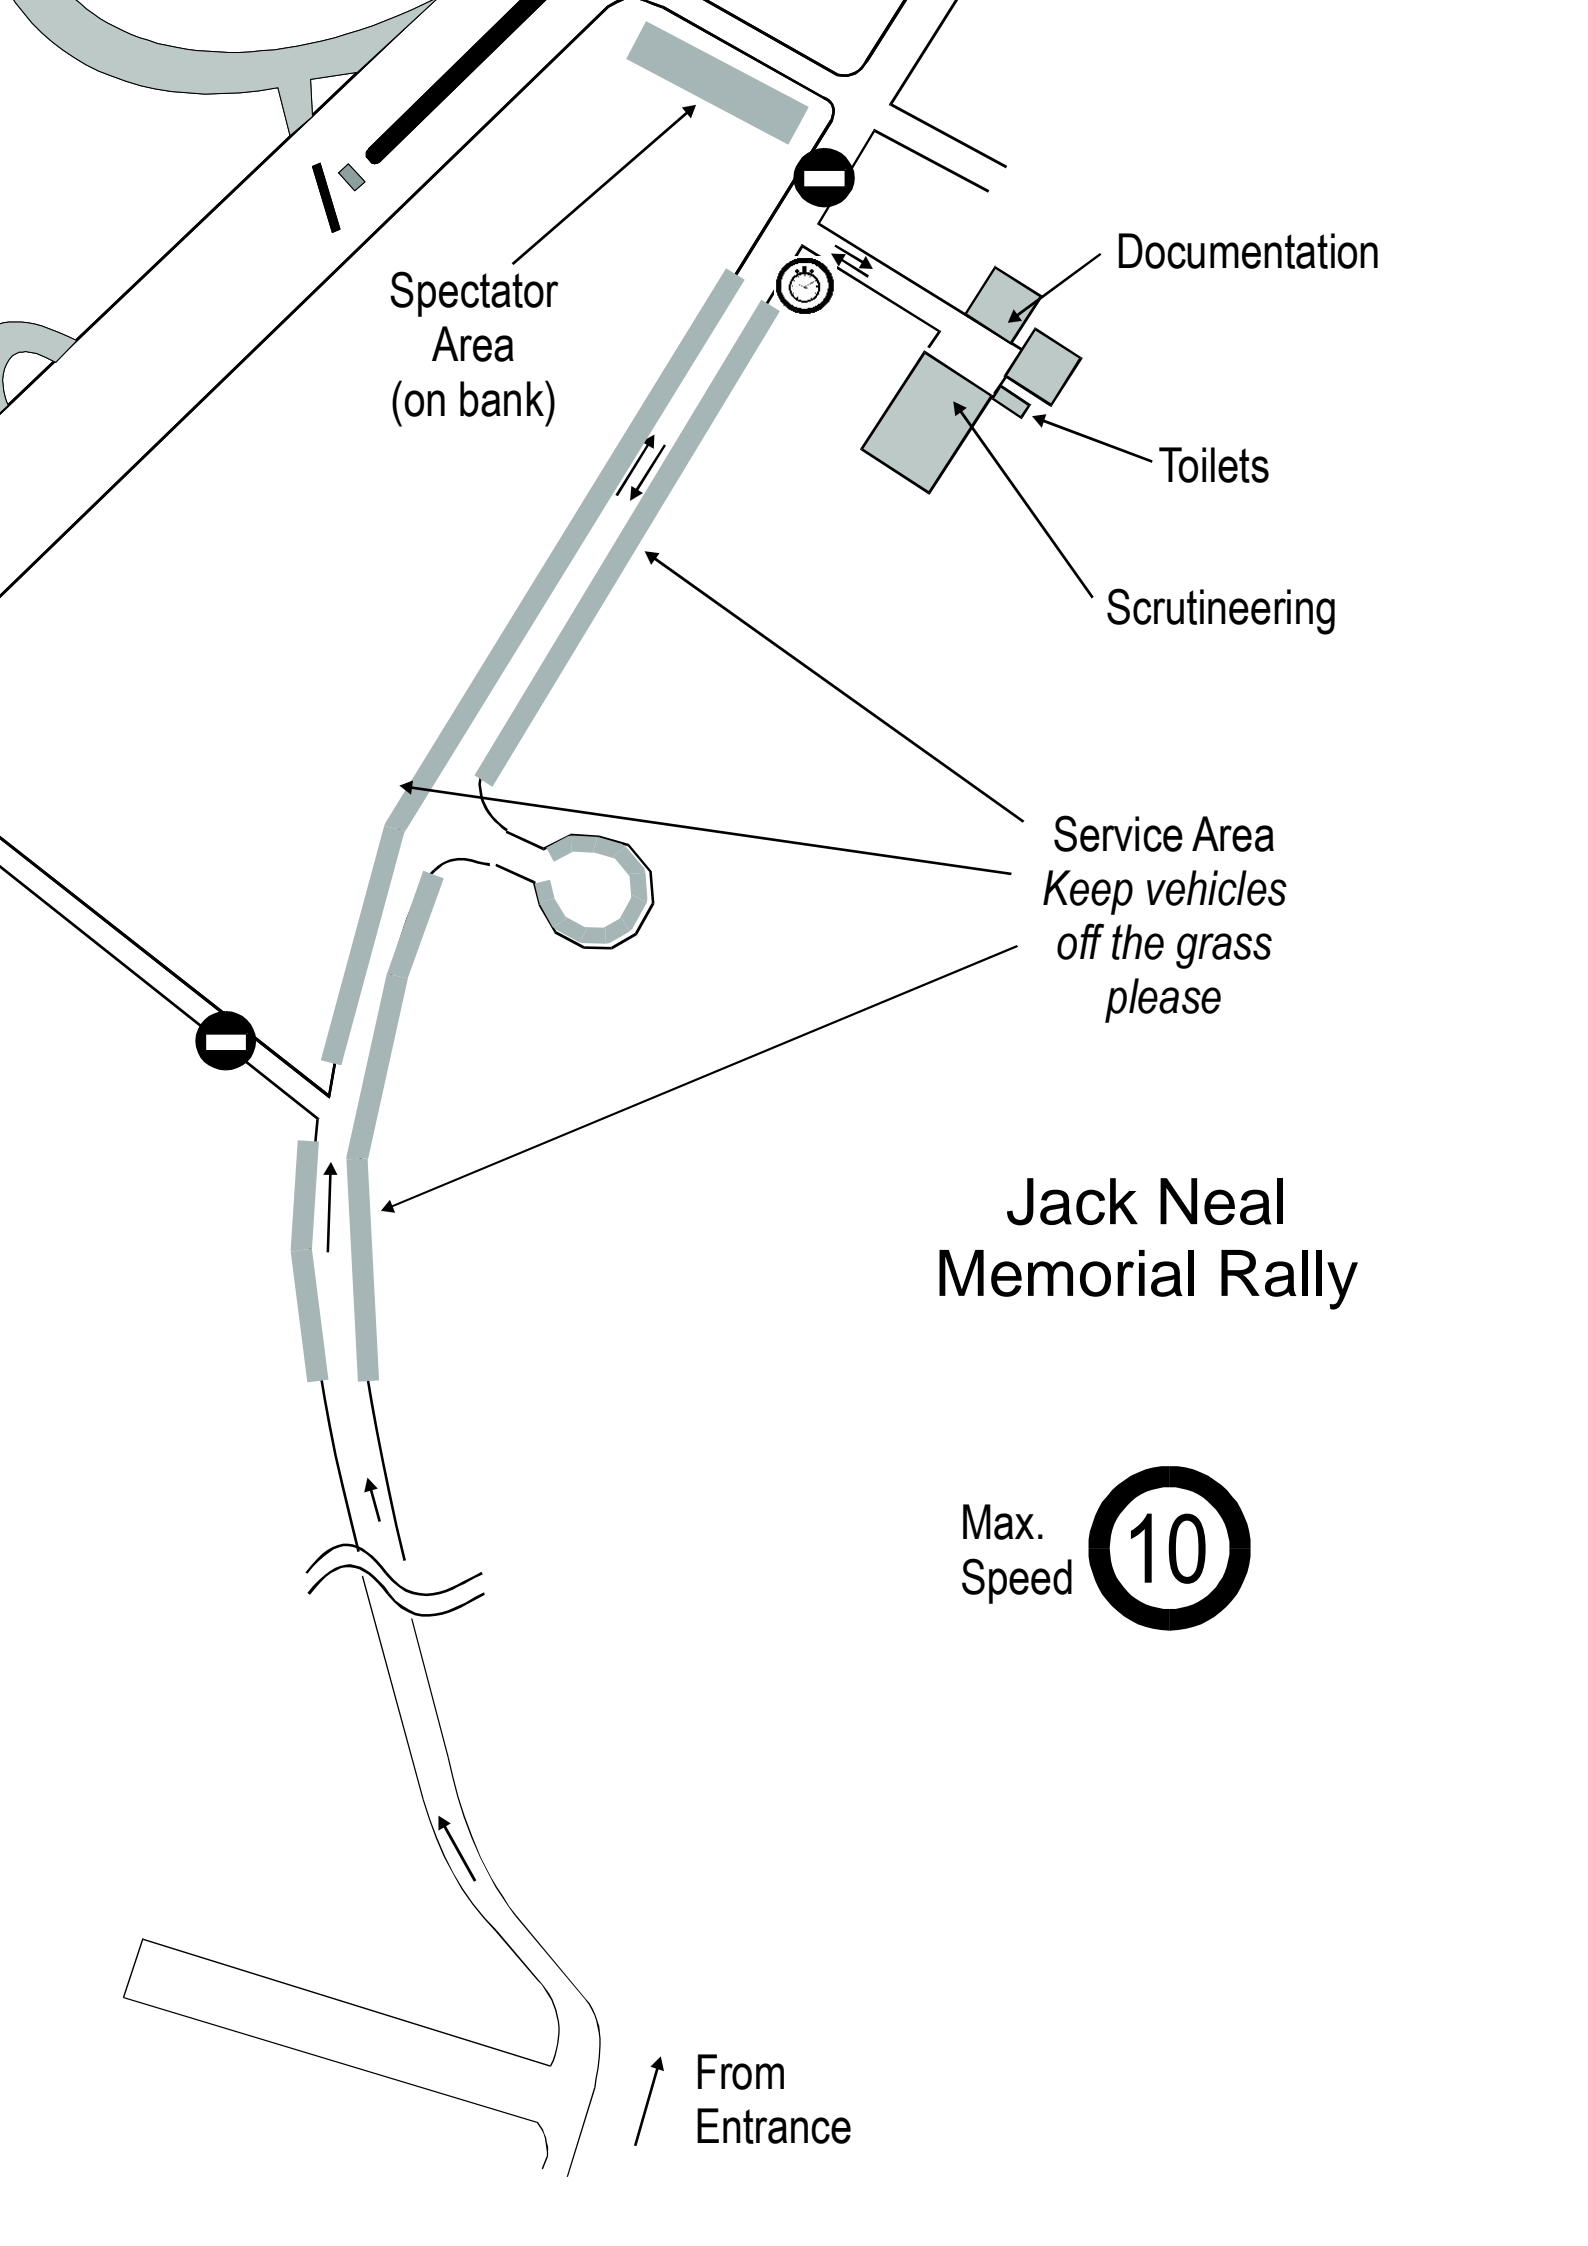 Documentation
Spectator
Area
(on bank)
Toilets
Scrutineering
Service Area
Keep vehicles
off the grass
please
Jack Neal
Memorial Rally
Max.
Speed
10
From
Entrance